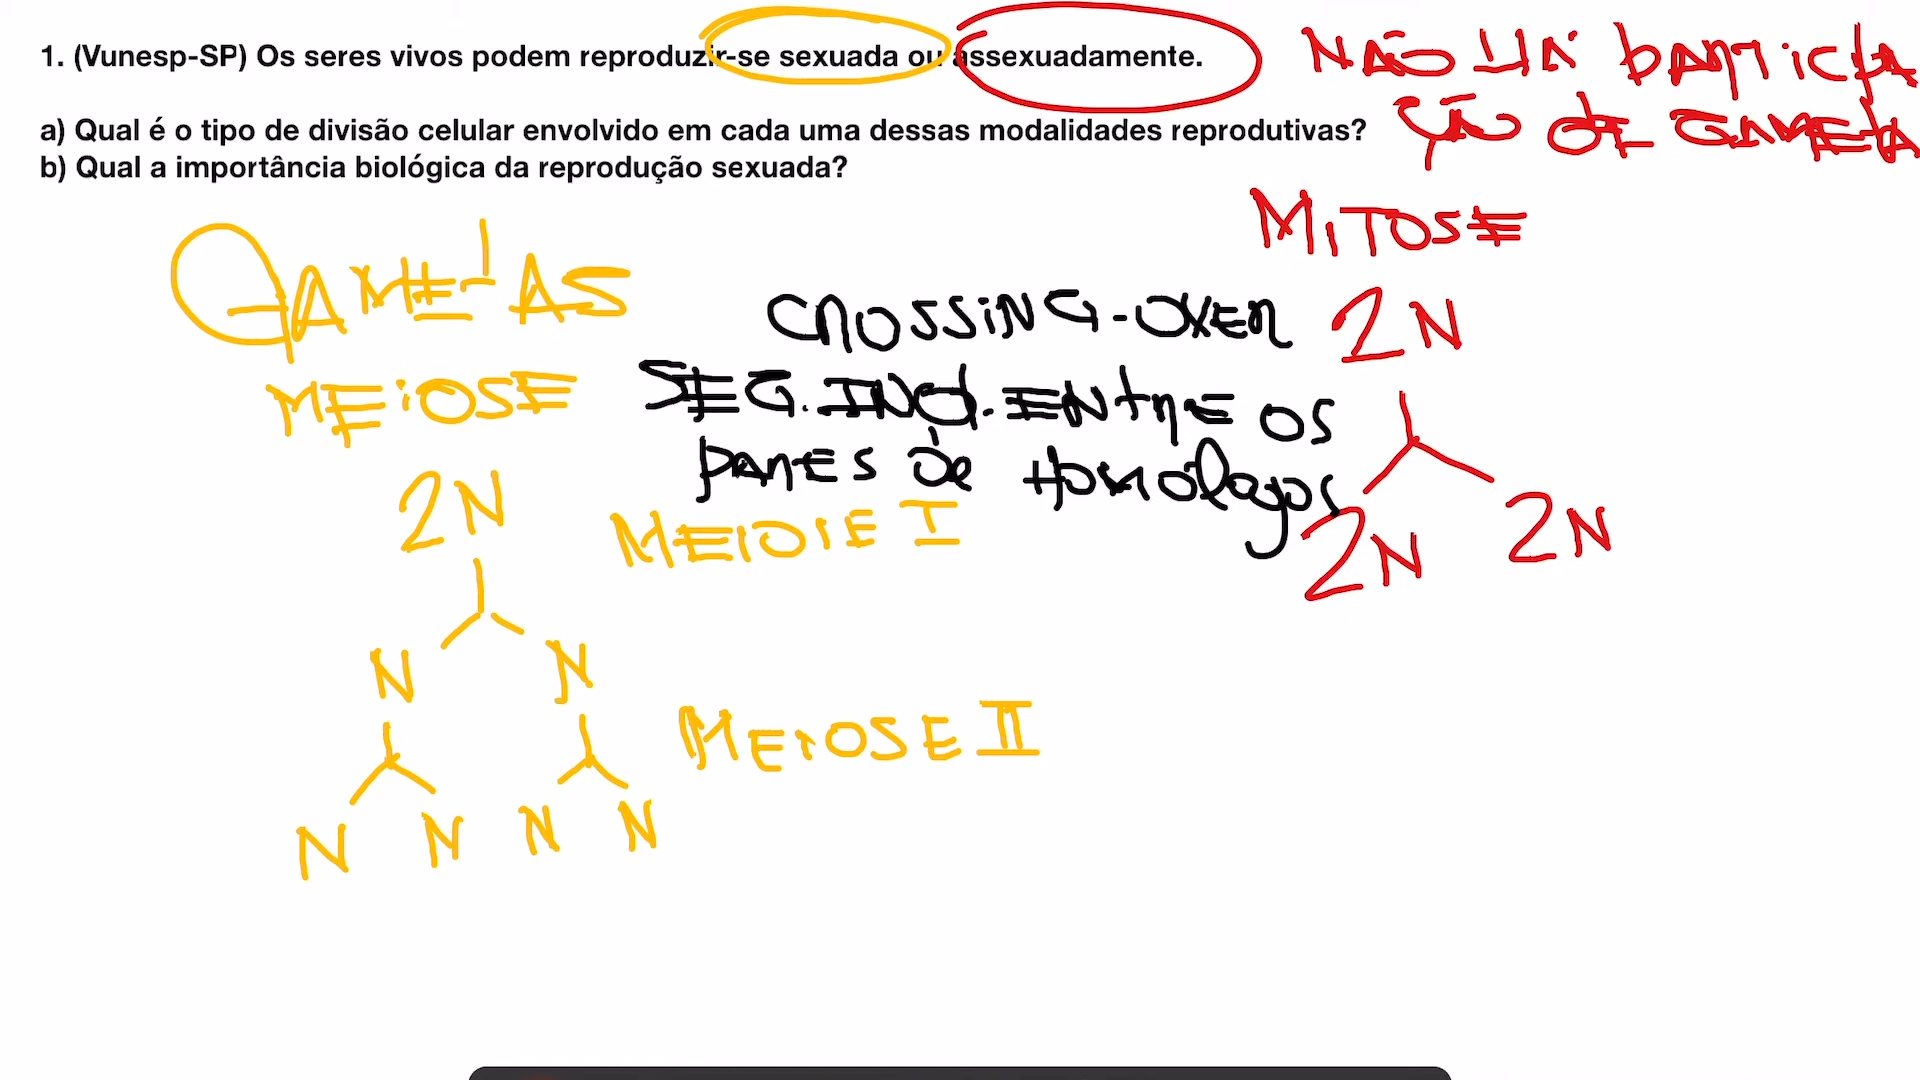 1. (Vunesp-SP) Os seres vivos podem reproduzir-se sexuada ou assexuadamente.
a) Qual é o tipo de divisão celular envolvido em cada uma dessas modalidades reprodutivas?
b) Qual a importância biológica da reprodução sexuada?
NÃO HÁ PARTICIPA
ÇÃO DE GAMETA
MITOSE
2N
2N 2N
GAMETAS
MEIOSE
CROSSING-OVER
SEG. IND. ENTRE OS
PARES DE HOMÓLOGOS
2N
MEIOSE I
N N
MEIOSE II
N N N N